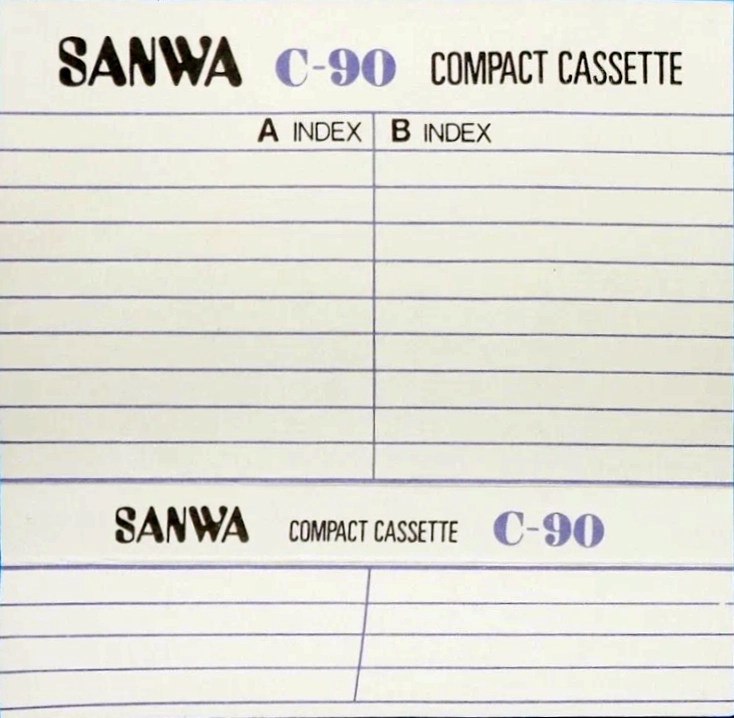 SANWA C-90 COMPACT CASSETTE
A INDEX B INDEX
SANWA COMPACT CASSETTE C-90